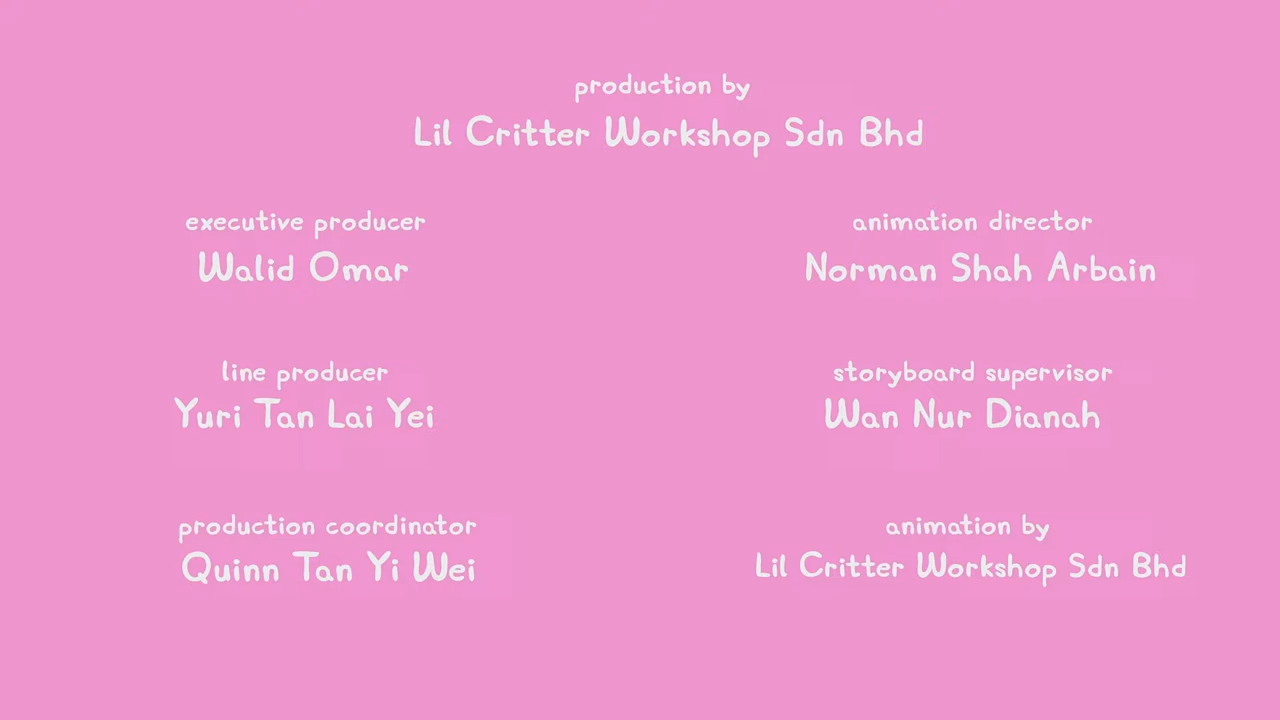 production by
Lil Critter Workshop Sdn Bhd
executive producer
Walid Omar
animation director
Norman Shah Arbain
line producer
Yuri Tan Lai Yei
storyboard supervisor
Wan Nur Dianah
production coordinator
Quinn Tan Yi Wei
animation by
Lil Critter Workshop Sdn Bhd